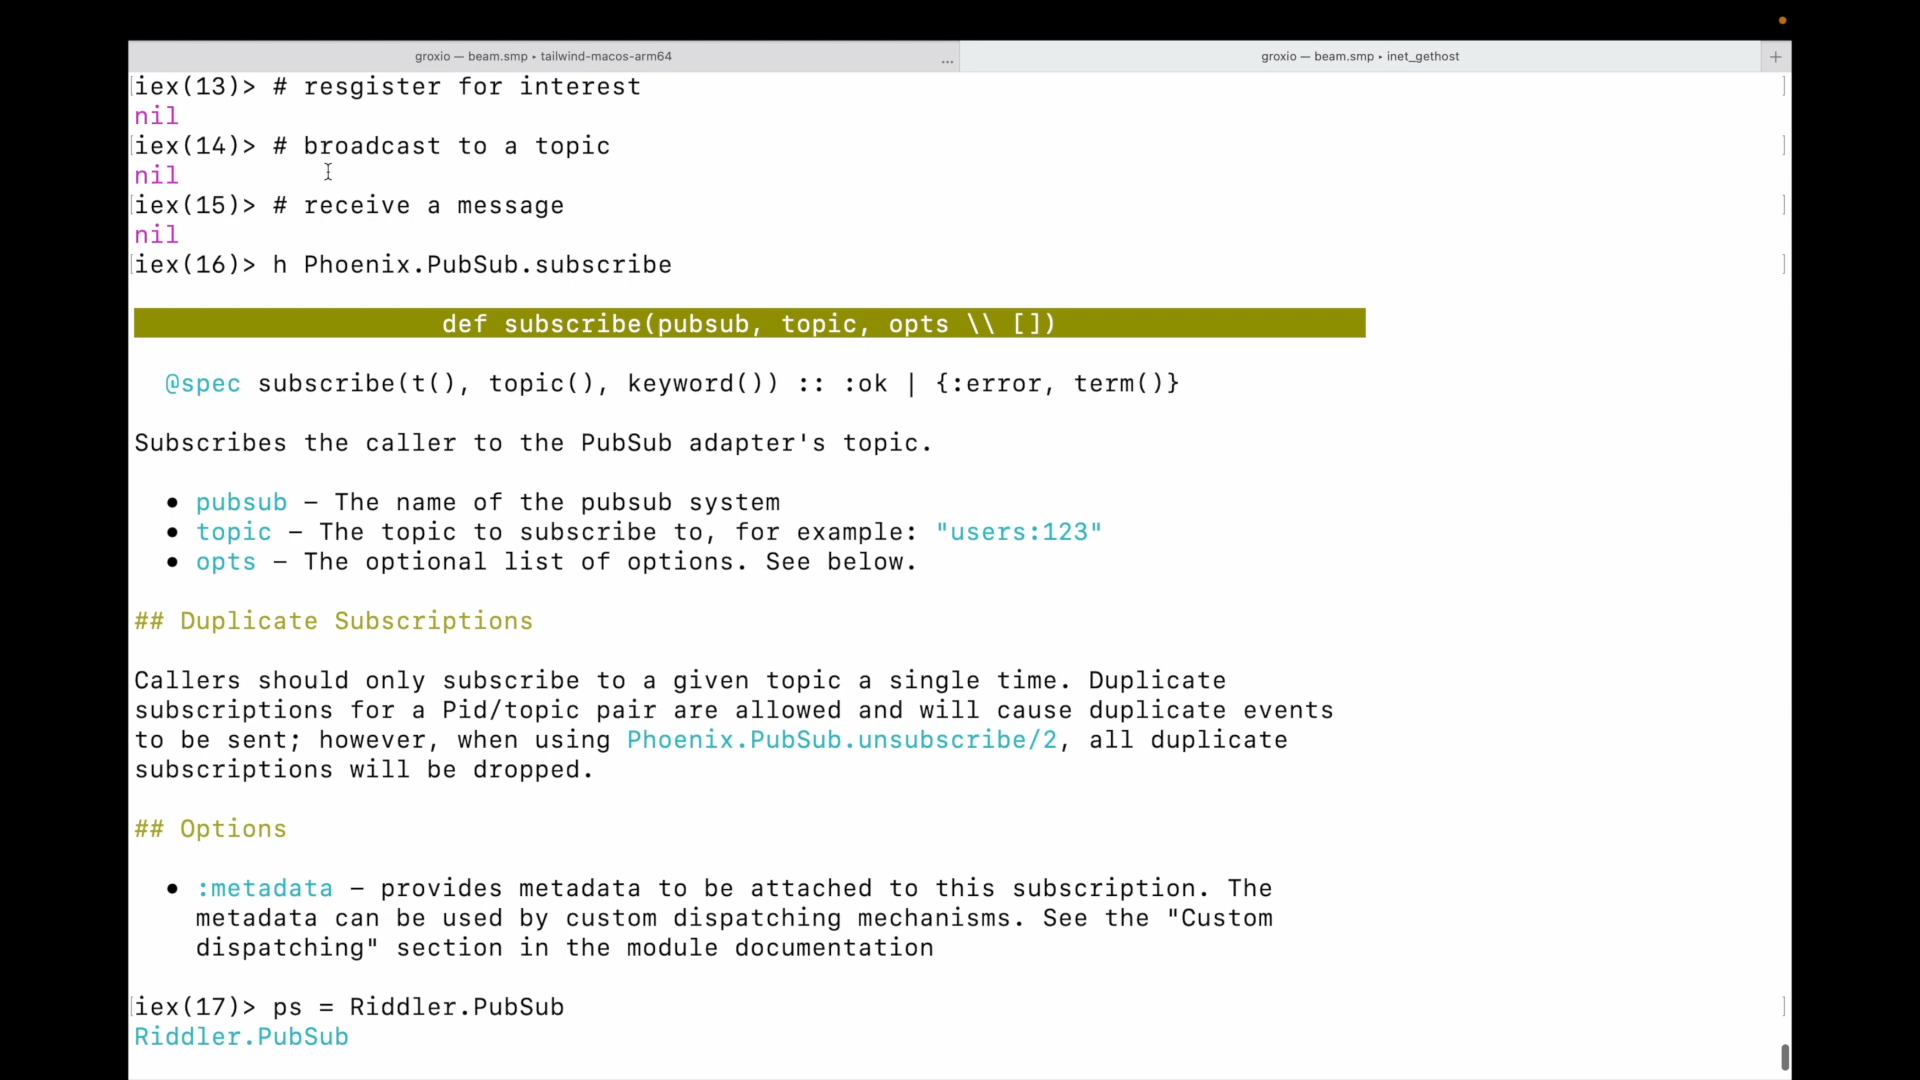 groxio — beam.smp ▸ tailwind-macos-arm64 ...
groxio — beam.smp ▸ inet_gethost +
iex(13)> # resgister for interest
nil
iex(14)> # broadcast to a topic
nil
iex(15)> # receive a message
nil
iex(16)> h Phoenix.PubSub.subscribe
def subscribe(pubsub, topic, opts \\ [])
@spec subscribe(t(), topic(), keyword()) :: :ok | {:error, term()}
Subscribes the caller to the PubSub adapter's topic.
• pubsub – The name of the pubsub system
• topic – The topic to subscribe to, for example: "users:123"
• opts – The optional list of options. See below.
## Duplicate Subscriptions
Callers should only subscribe to a given topic a single time. Duplicate
subscriptions for a Pid/topic pair are allowed and will cause duplicate events
to be sent; however, when using Phoenix.PubSub.unsubscribe/2, all duplicate
subscriptions will be dropped.
## Options
• :metadata – provides metadata to be attached to this subscription. The
metadata can be used by custom dispatching mechanisms. See the "Custom
dispatching" section in the module documentation
iex(17)> ps = Riddler.PubSub
Riddler.PubSub